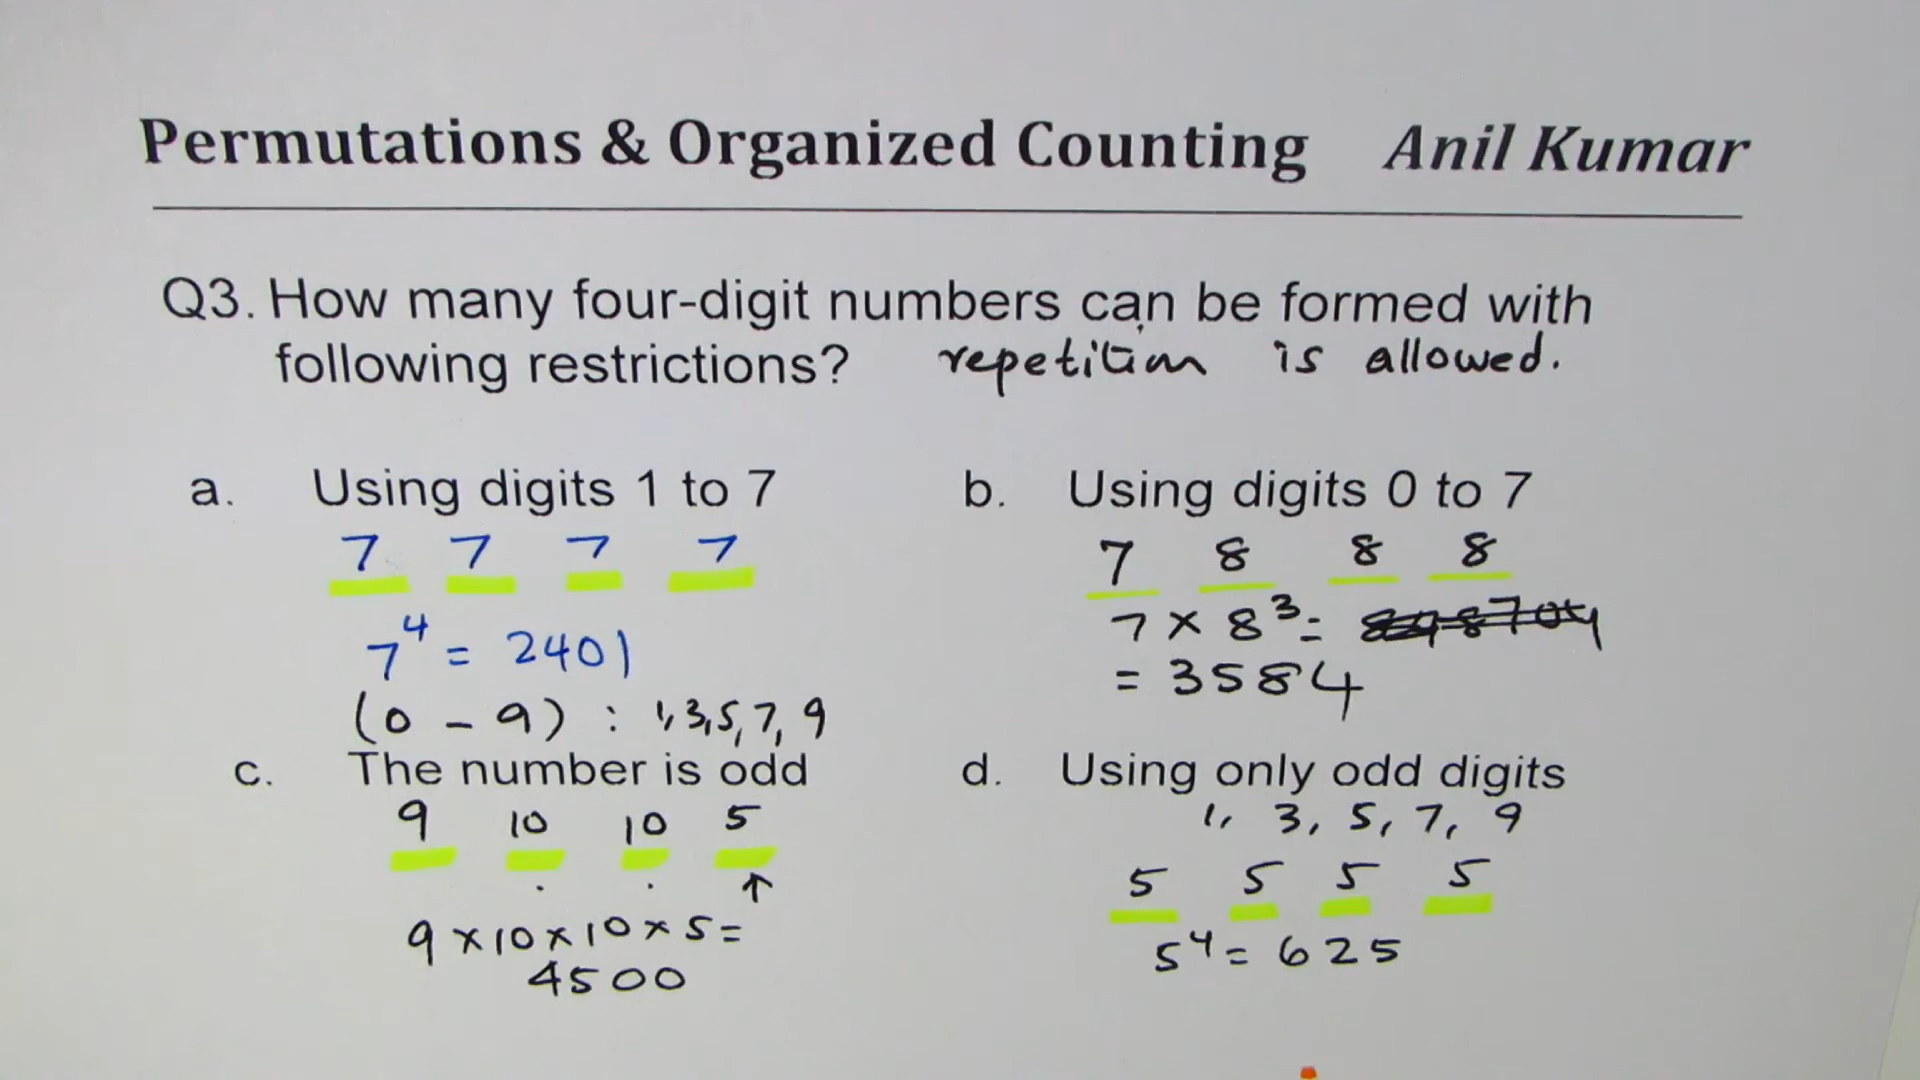 Permutations & Organized Counting Anil Kumar
Q3. How many four-digit numbers can be formed with
following restrictions? repetition is allowed.
a. Using digits 1 to 7
7 7 7 7
7⁴ = 2401
b. Using digits 0 to 7
7 8 8 8
7 × 8³ =
= 3584
(0 - 9) : 1, 3, 5, 7, 9
c. The number is odd
9 10 10 5
↑
9 × 10 × 10 × 5 =
4500
d. Using only odd digits
1, 3, 5, 7, 9
5 5 5 5
5⁴ = 625